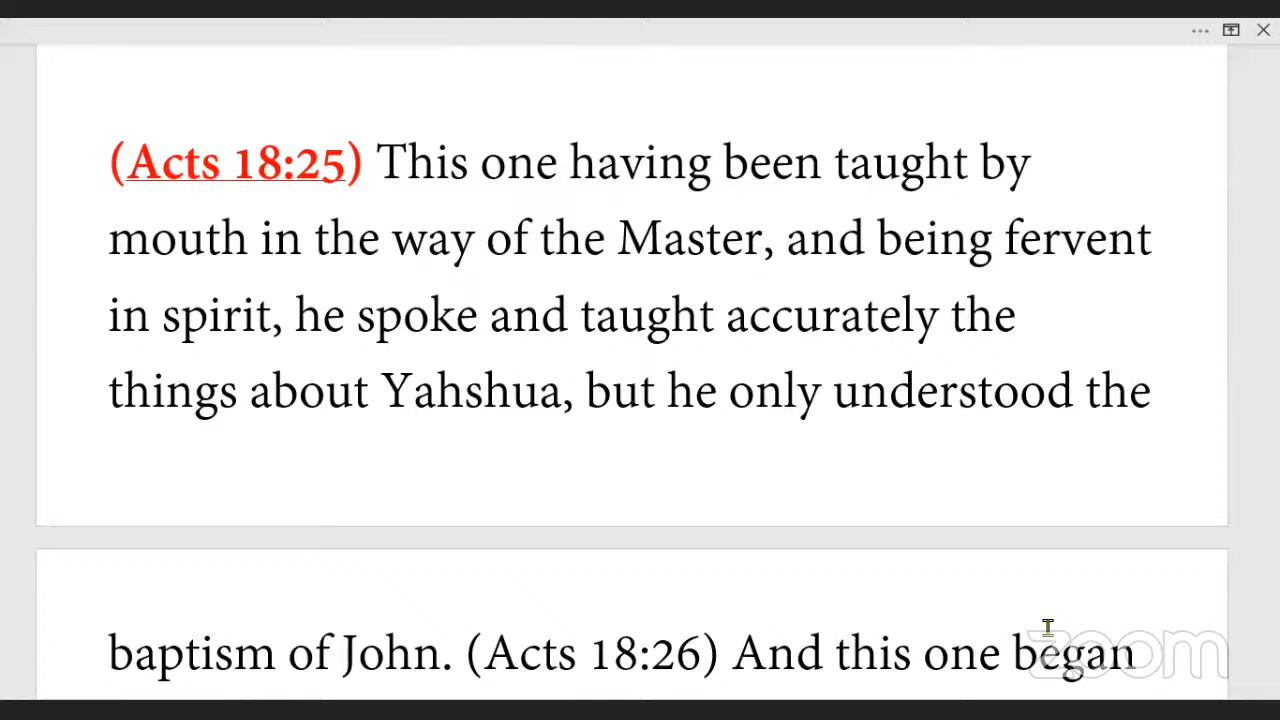 (Acts 18:25) This one having been taught by
mouth in the way of the Master, and being fervent
in spirit, he spoke and taught accurately the
things about Yahshua, but he only understood the
baptism of John. (Acts 18:26) And this one began
zoom